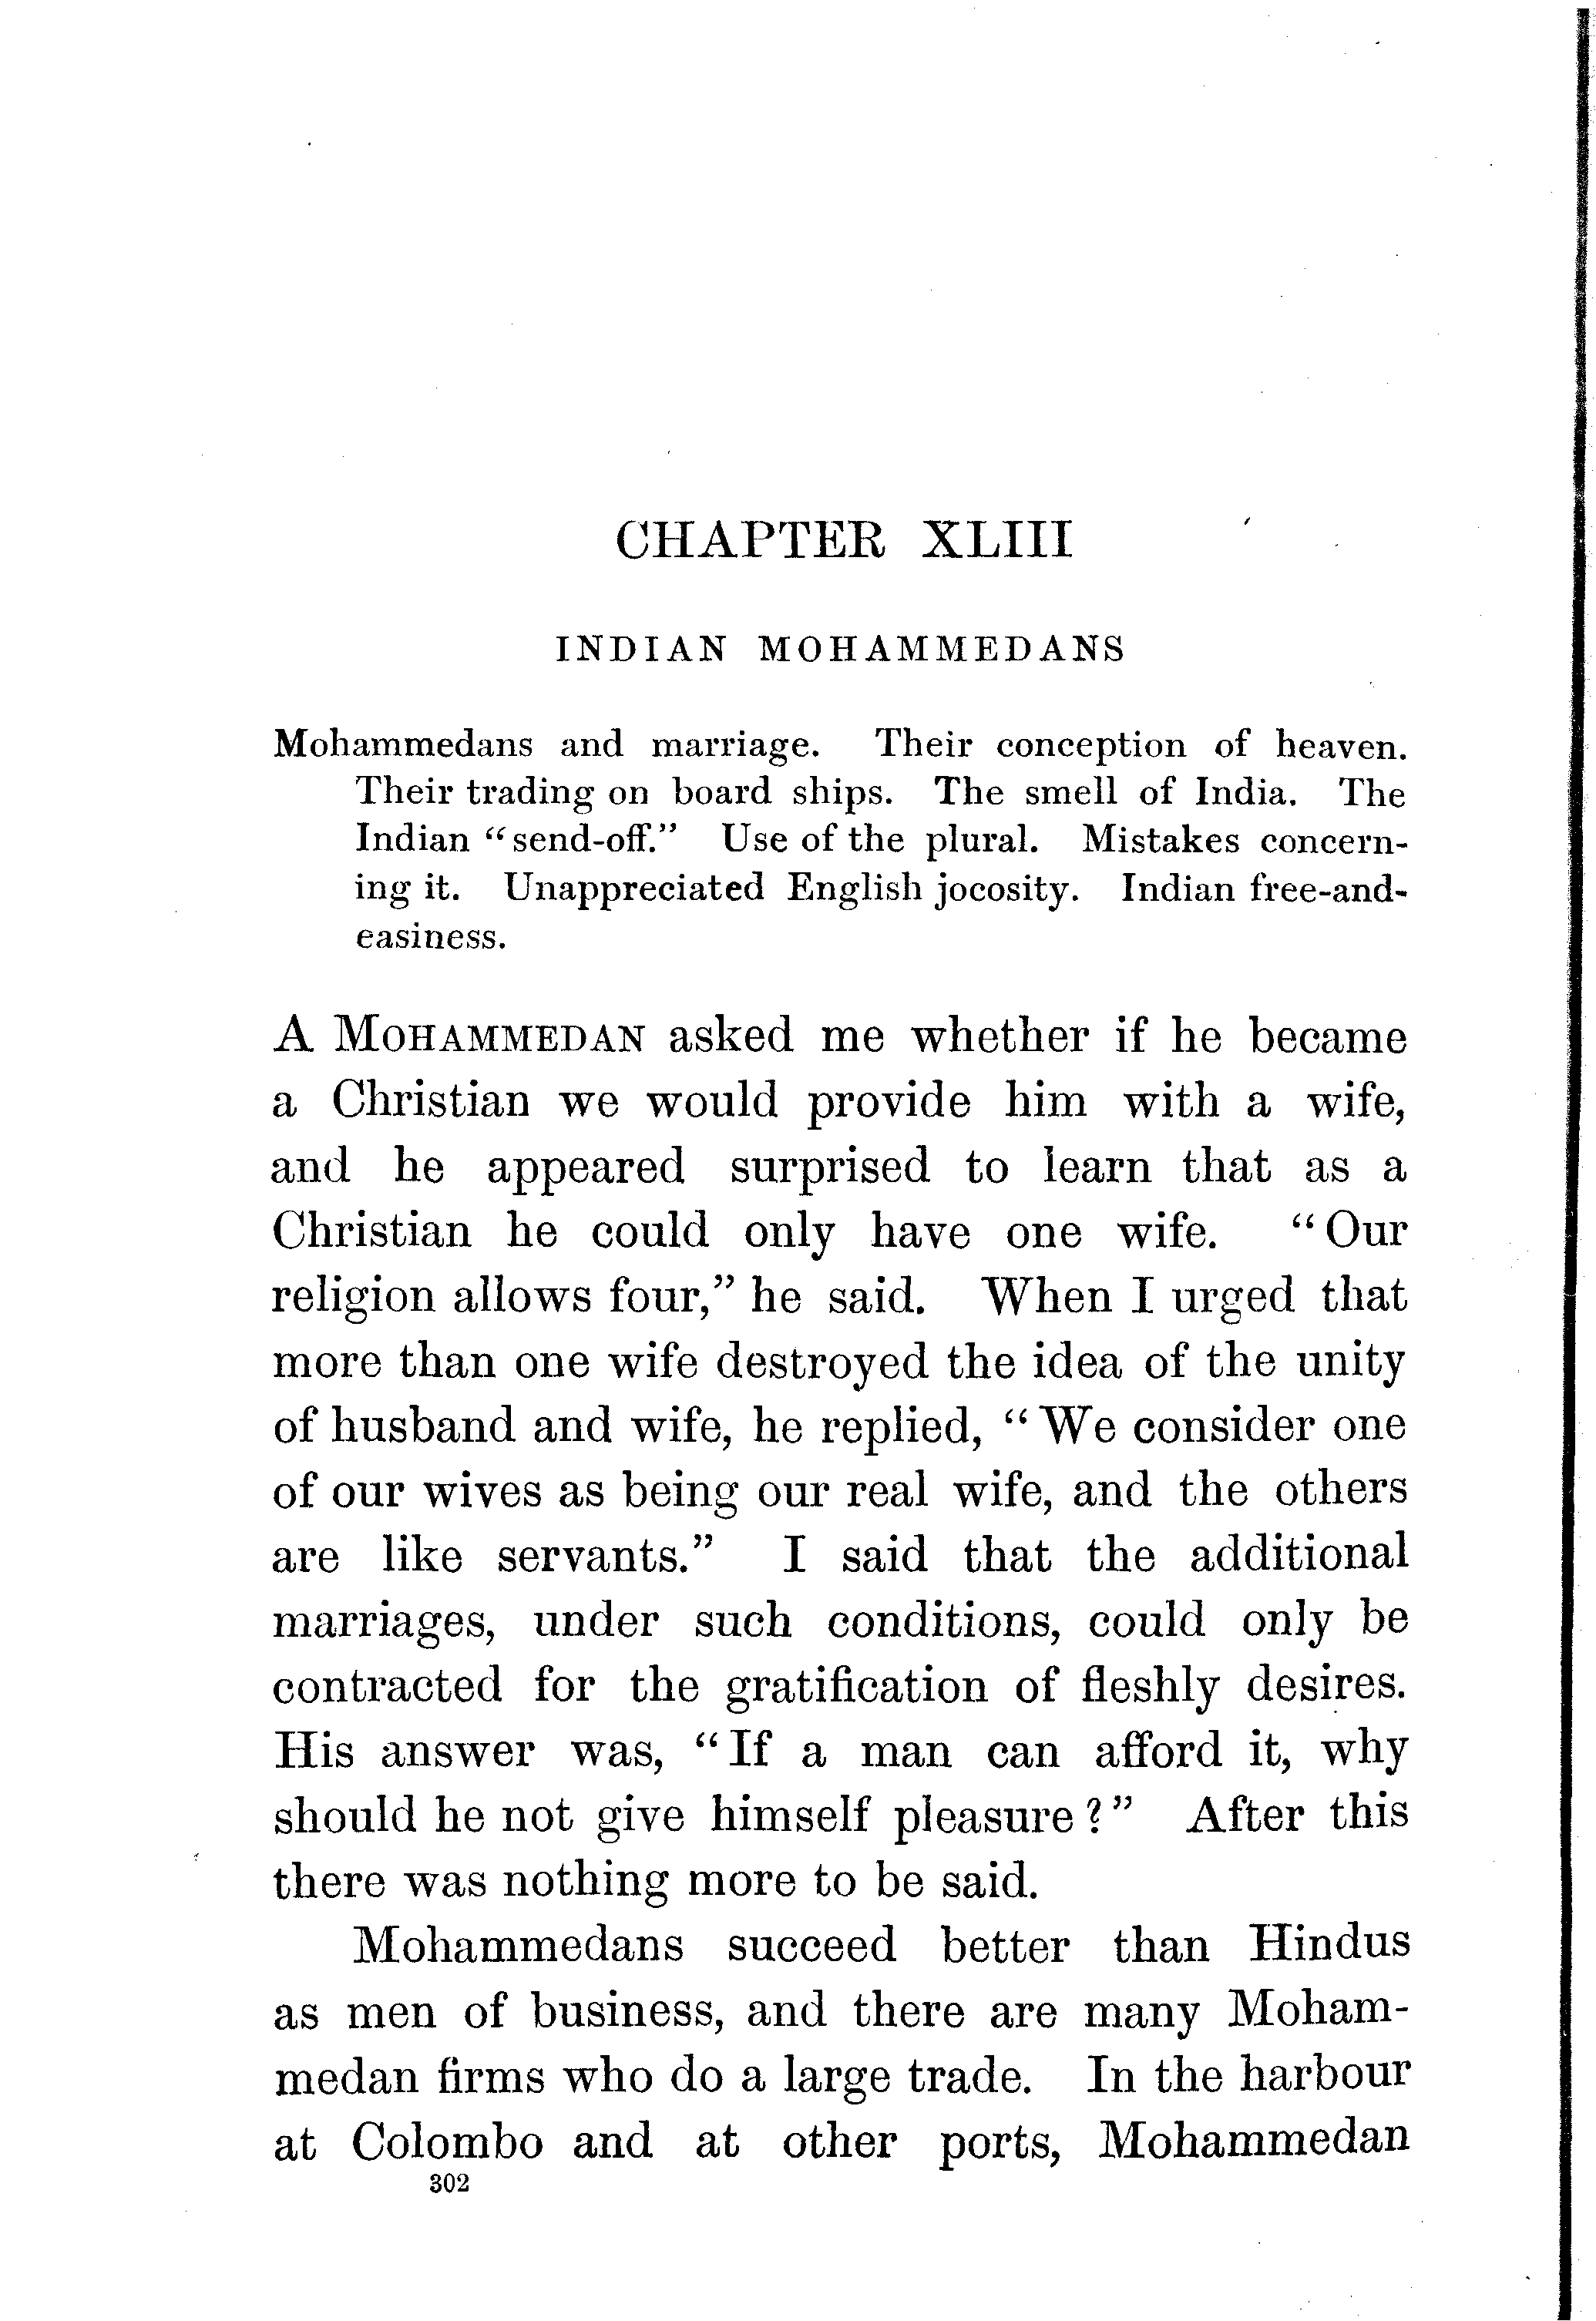 CHAPTER XLIII
INDIAN MOHAMMEDANS
Mohammedans and marriage. Their conception of heaven.
Their trading on board ships. The smell of India. The
Indian “send-off.” Use of the plural. Mistakes concern-
ing it. Unappreciated English jocosity. Indian free-and-
easiness.
A MOHAMMEDAN asked me whether if he became
a Christian we would provide him with a wife,
and he appeared surprised to learn that as a
Christian he could only have one wife. “Our
religion allows four,” he said. When I urged that
more than one wife destroyed the idea of the unity
of husband and wife, he replied, “We consider one
of our wives as being our real wife, and the others
are like servants.” I said that the additional
marriages, under such conditions, could only be
contracted for the gratification of fleshly desires.
His answer was, “If a man can afford it, why
should he not give himself pleasure?” After this
there was nothing more to be said.
Mohammedans succeed better than Hindus
as men of business, and there are many Moham-
medan firms who do a large trade. In the harbour
at Colombo and at other ports, Mohammedan
302